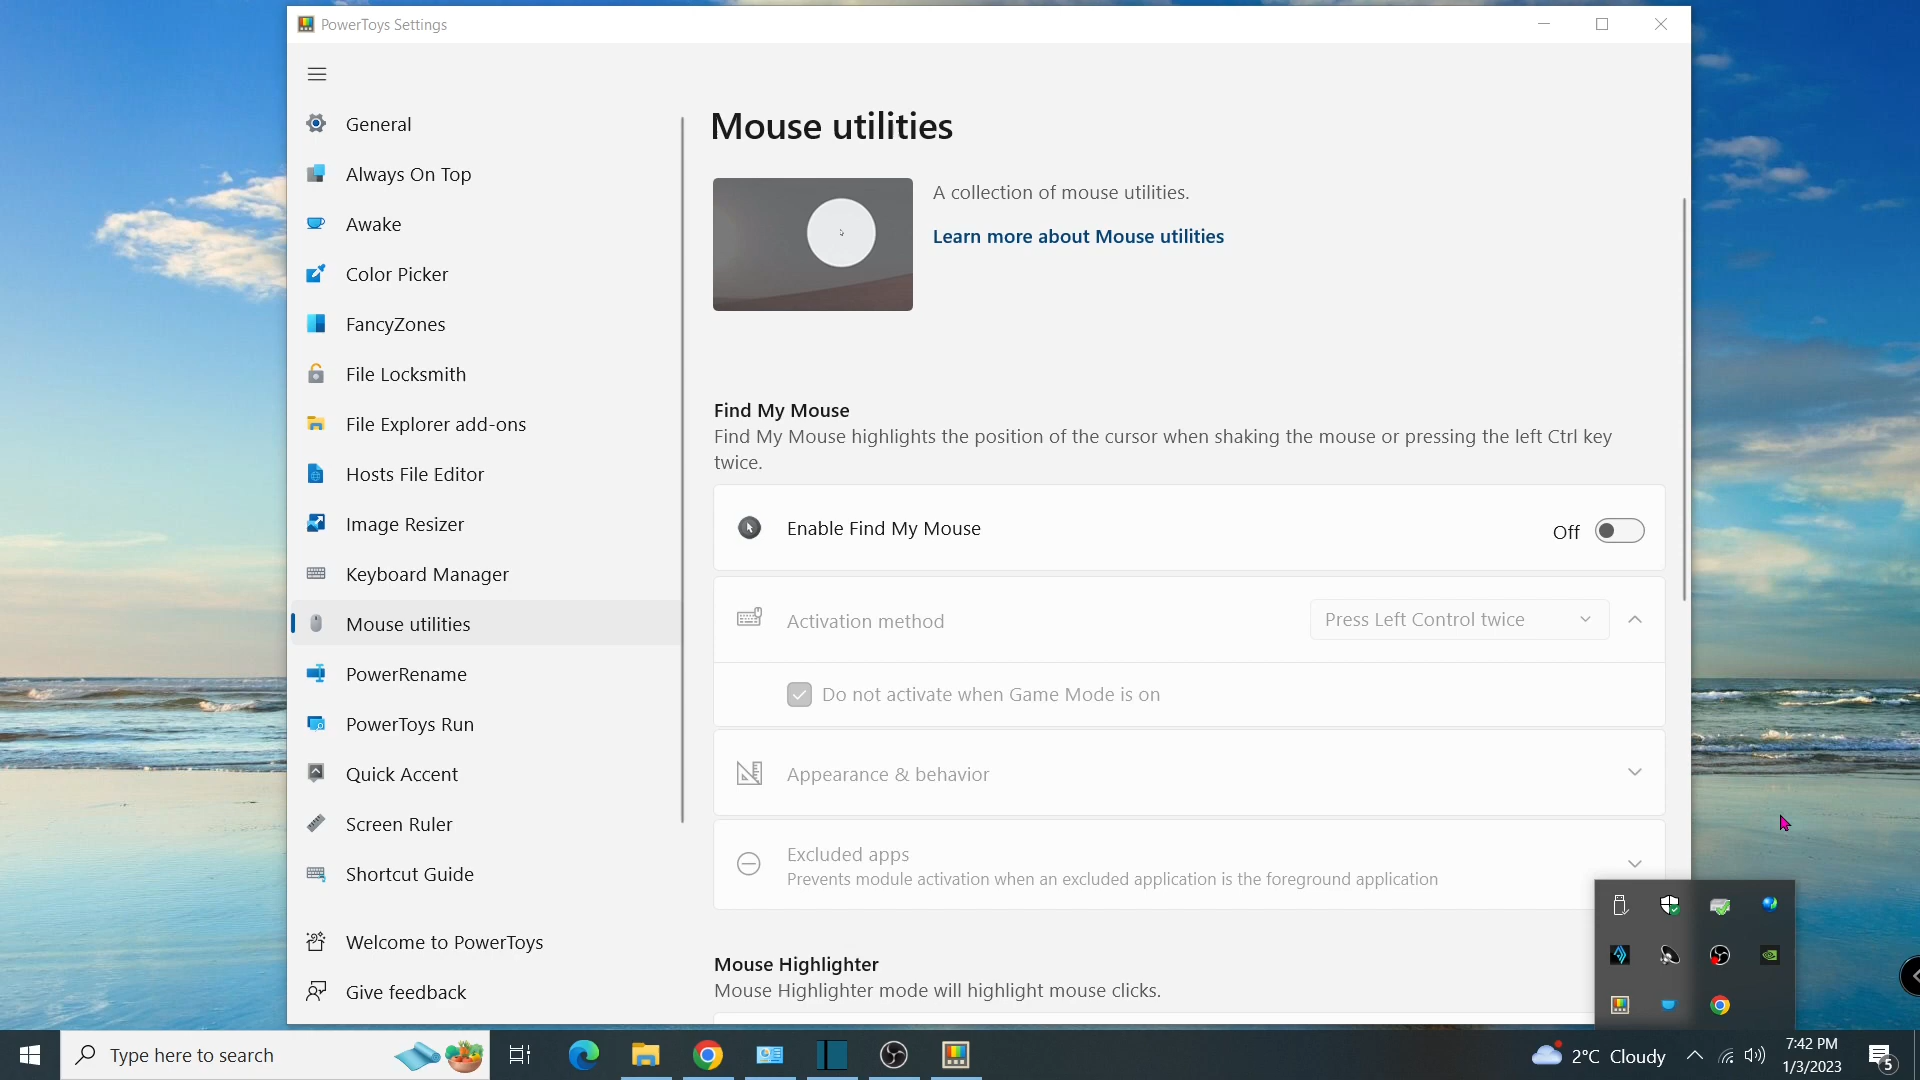 PowerToys Settings
General
Always On Top
Awake
Color Picker
FancyZones
File Locksmith
File Explorer add-ons
Hosts File Editor
Image Resizer
Keyboard Manager
Mouse utilities
PowerRename
PowerToys Run
Quick Accent
Screen Ruler
Shortcut Guide
Welcome to PowerToys
Give feedback
Mouse utilities
A collection of mouse utilities.
Learn more about Mouse utilities
Find My Mouse
Find My Mouse highlights the position of the cursor when shaking the mouse or pressing the left Ctrl key
twice.
Enable Find My Mouse
Off
Activation method
Press Left Control twice
Do not activate when Game Mode is on
Appearance & behavior
Excluded apps
Prevents module activation when an excluded application is the foreground application
Mouse Highlighter
Mouse Highlighter mode will highlight mouse clicks.
Type here to search
2°C Cloudy
7:42 PM
1/3/2023
5